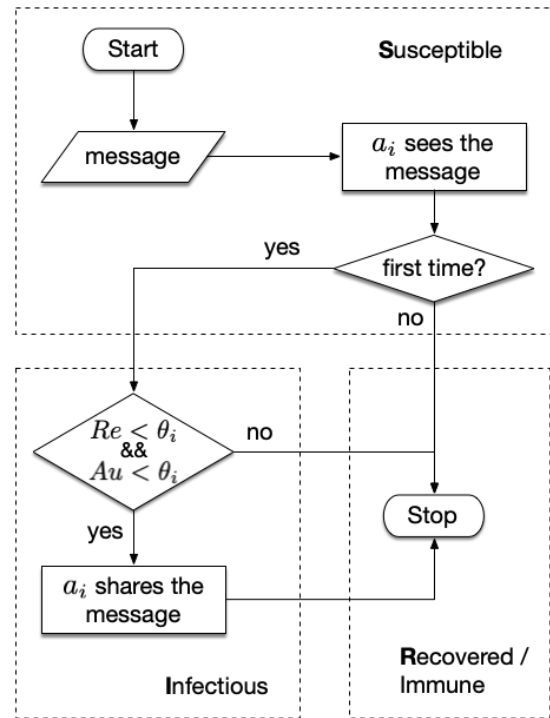 Start
Susceptible
message
a_i sees the
message
yes
first time?
no
Re < θ_i
&&
Au < θ_i
no
yes
Stop
a_i shares the
message
Recovered /
Immune
Infectious